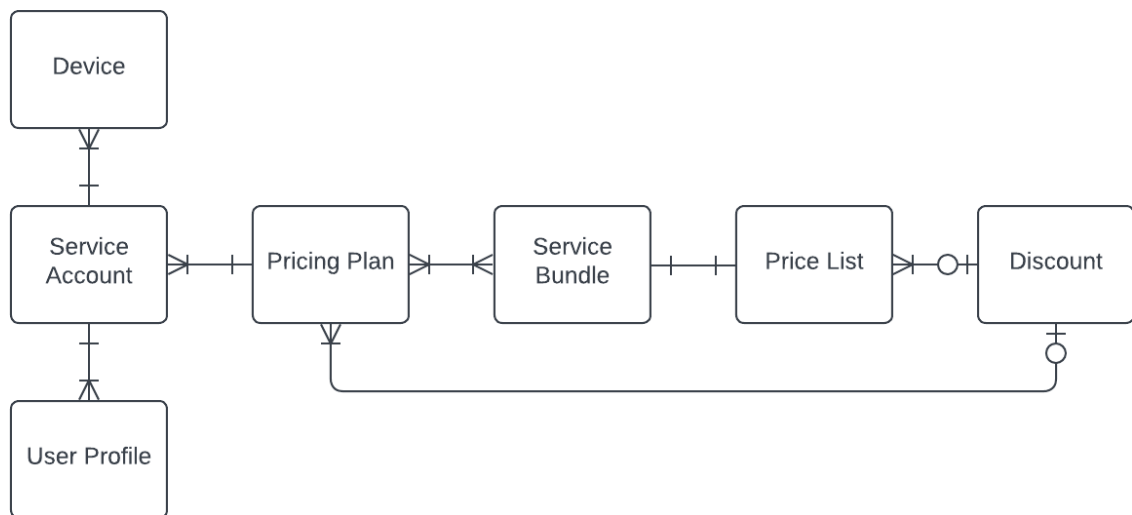 Device
Service
Account
Pricing Plan
Service
Bundle
Price List
Discount
User Profile